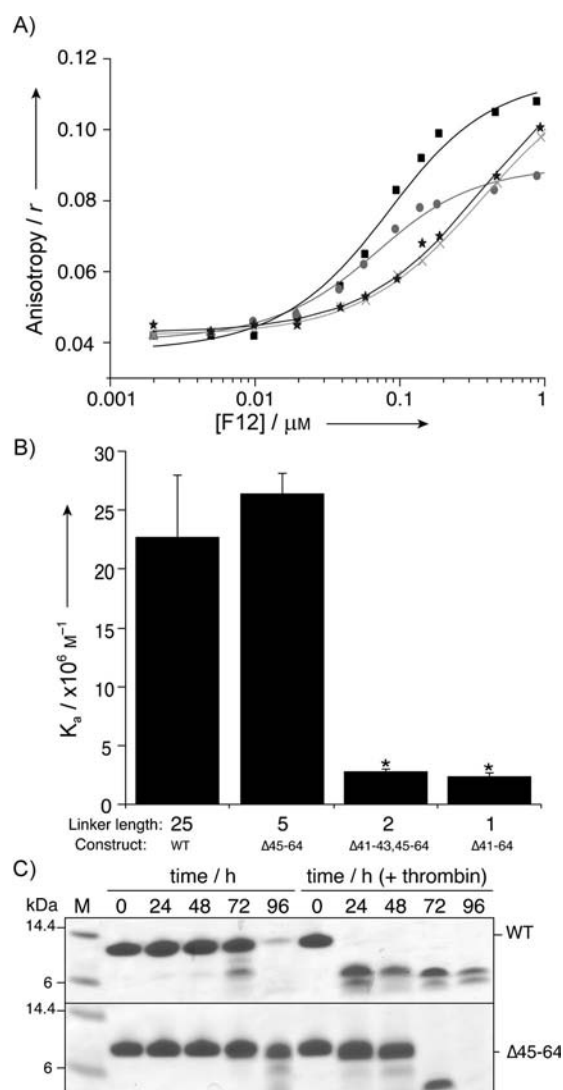 A)
0.12
0.10
0.08
0.06
0.04
Anisotropy / r
0.001 0.01 0.1 1
[F12] / μM
B)
30
25
20
15
10
5
0
Ka / x10⁶ M⁻¹
* *
Linker length: 25 5 2 1
Construct: WT Δ45-64 Δ41-43,45-64 Δ41-64
C)
time / h time / h (+ thrombin)
kDa M 0 24 48 72 96 0 24 48 72 96
14.4
WT
6
14.4
Δ45-64
6